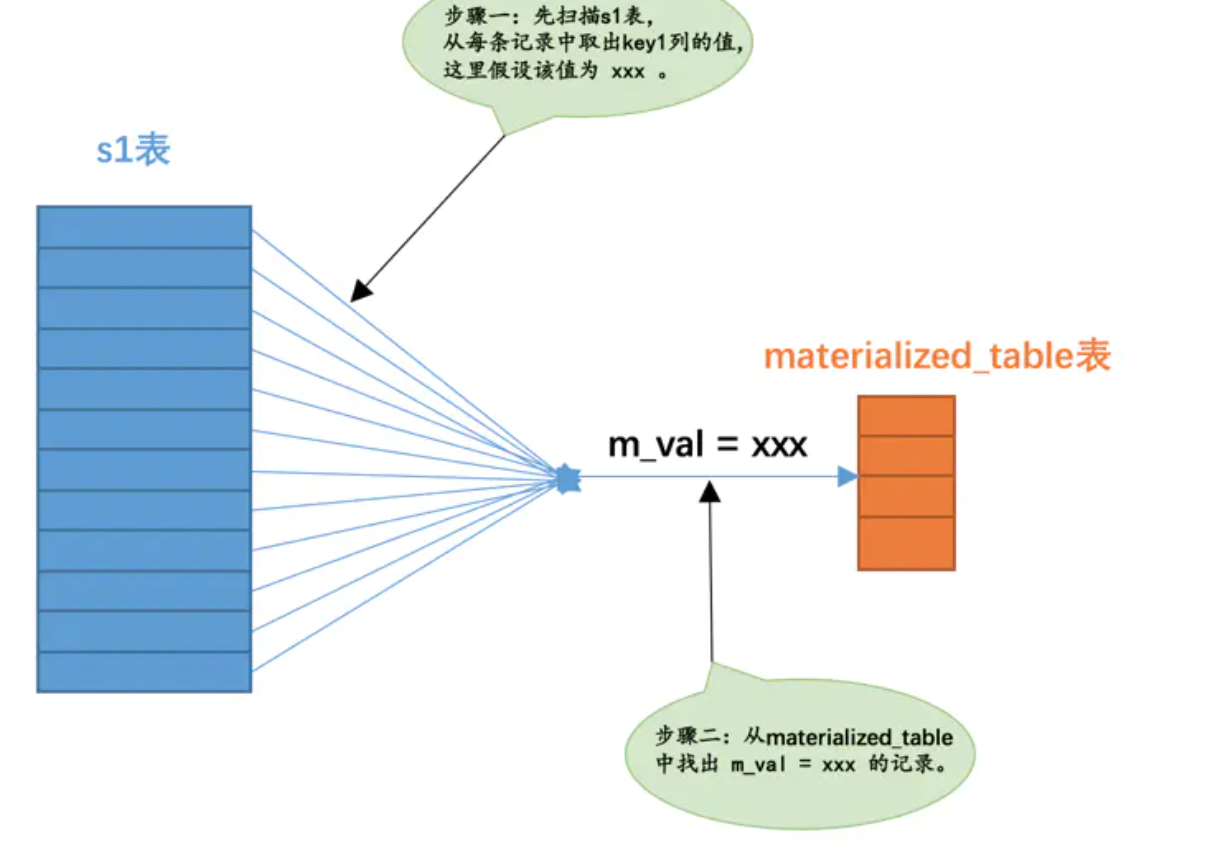 步骤一：先扫描s1表，
从每条记录中取出key1列的值，
这里假设该值为 xxx 。
s1表
materialized_table表
m_val = xxx
步骤二：从materialized_table
中找出 m_val = xxx 的记录。